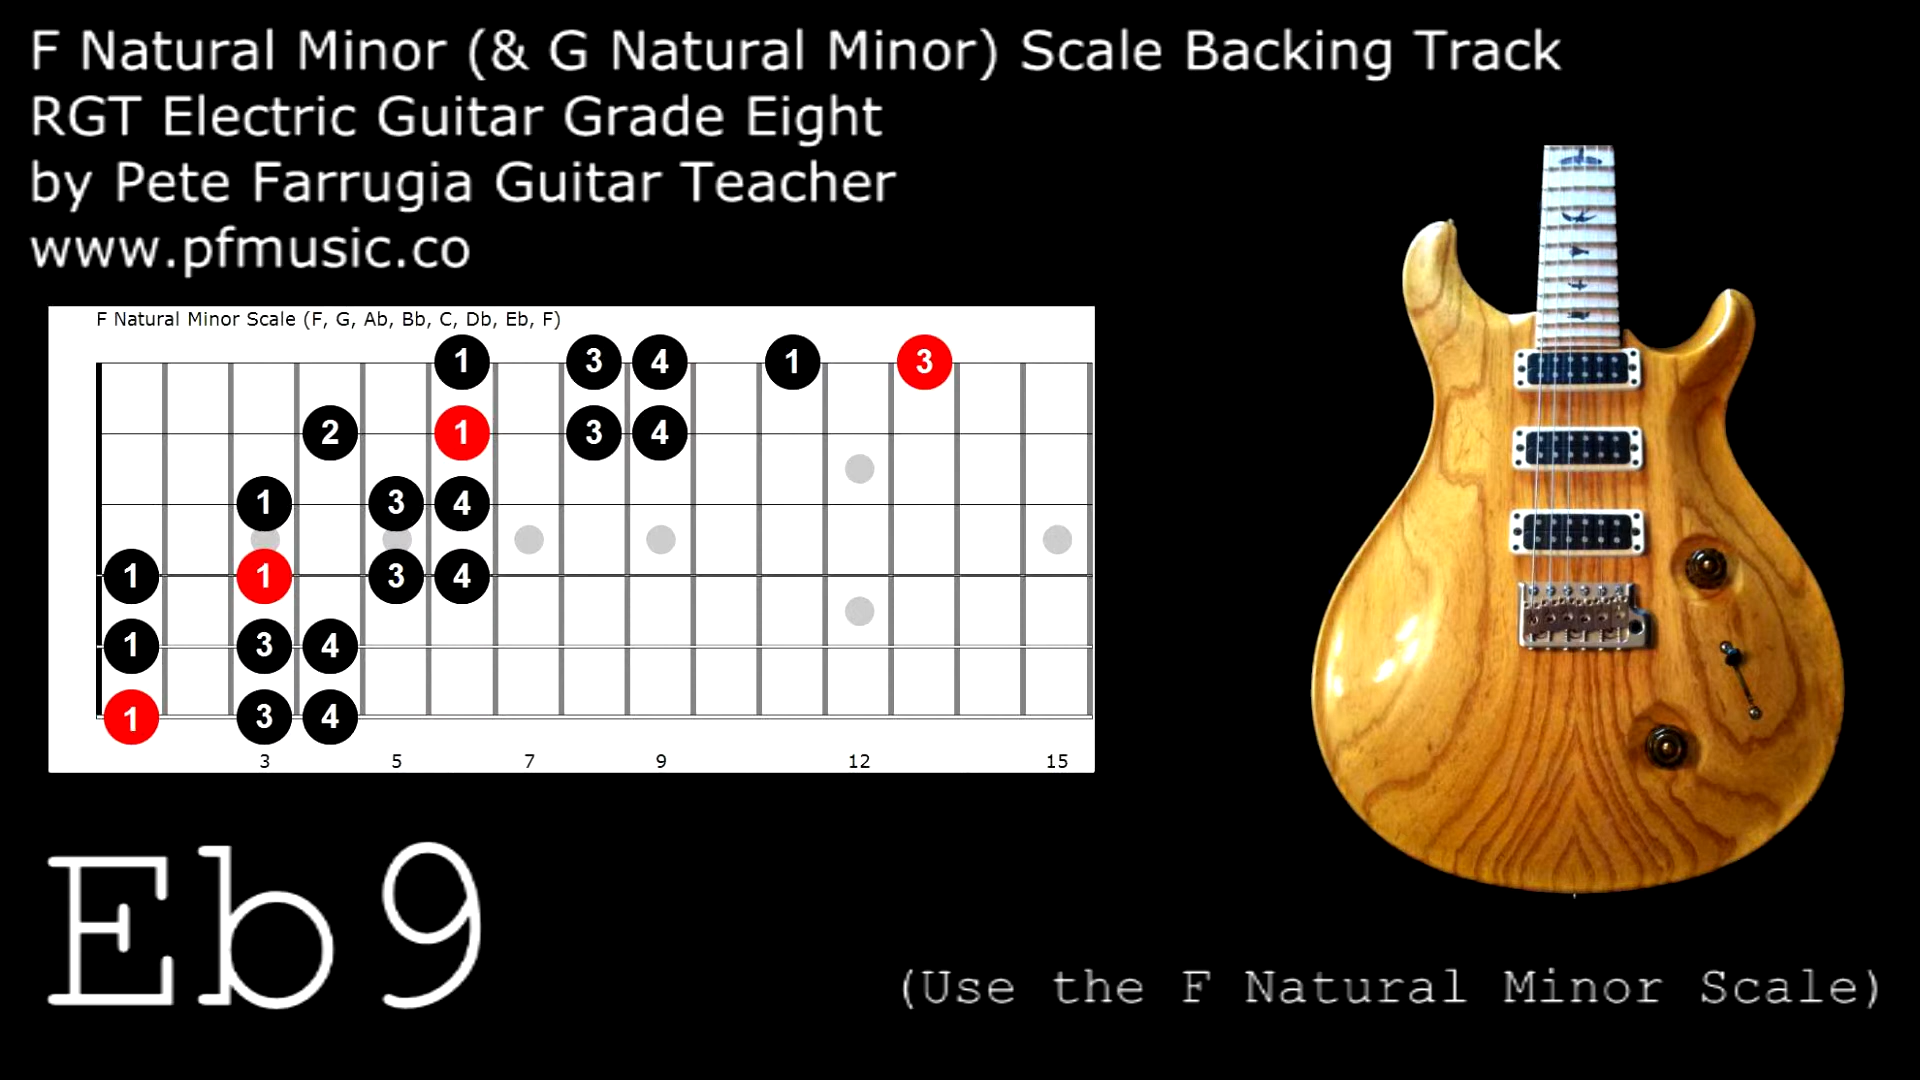 F Natural Minor (& G Natural Minor) Scale Backing Track
RGT Electric Guitar Grade Eight
by Pete Farrugia Guitar Teacher
www.pfmusic.co
F Natural Minor Scale (F, G, Ab, Bb, C, Db, Eb, F)
1 3 4 1 3
2 1 3 4
1 3 4
1 1 3 4
1 3 4
1 3 4
3 5 7 9 12 15
Eb9
(Use the F Natural Minor Scale)